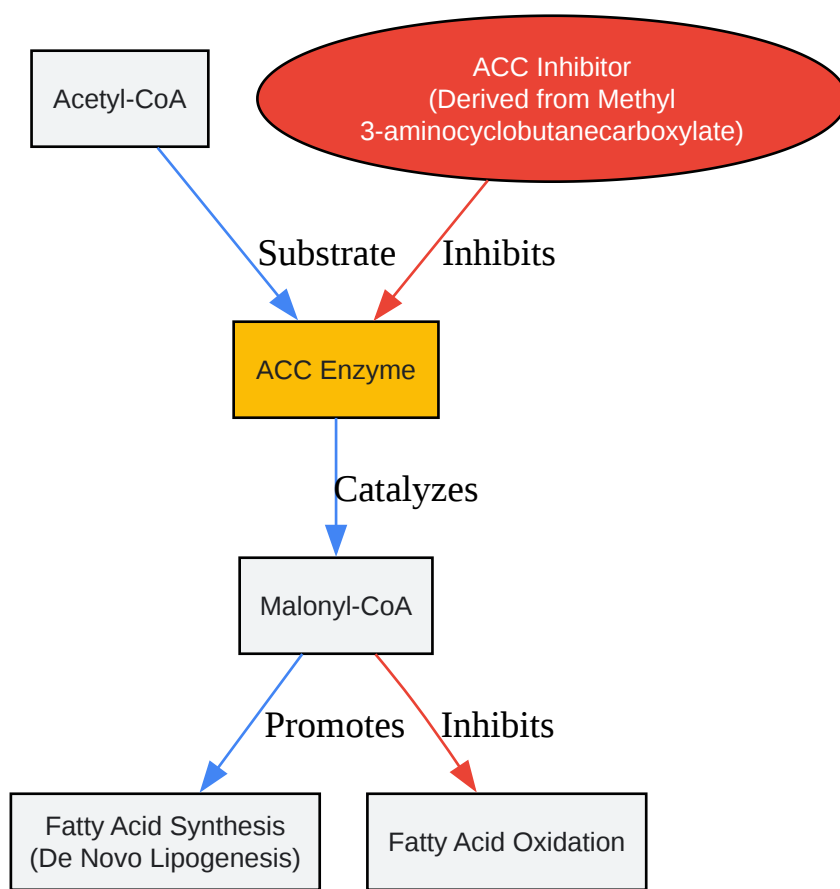 Acetyl-CoA
ACC Inhibitor
(Derived from Methyl
3-aminocyclobutanecarboxylate)
Substrate
Inhibits
ACC Enzyme
Catalyzes
Malonyl-CoA
Promotes
Inhibits
Fatty Acid Synthesis
(De Novo Lipogenesis)
Fatty Acid Oxidation